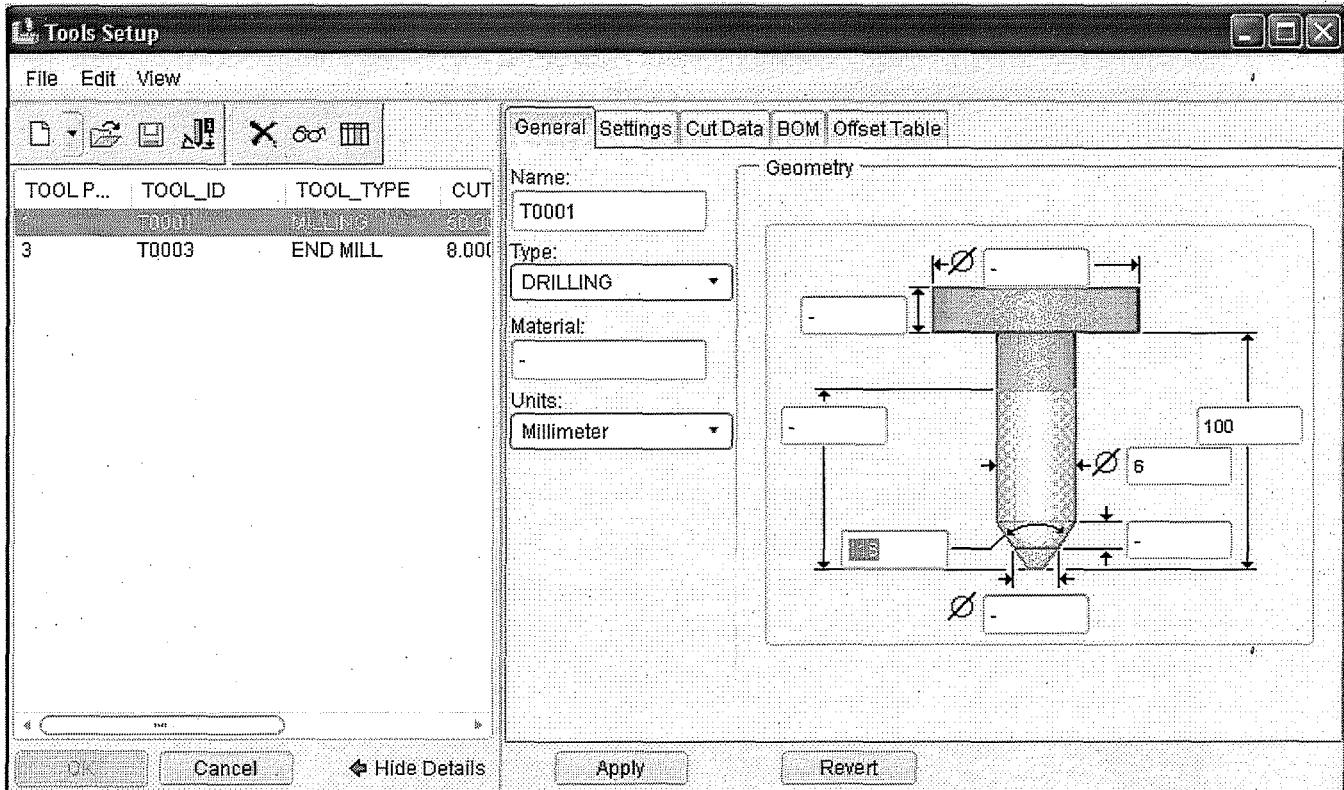 Tools Setup
File Edit View
General Settings Cut Data BOM Offset Table
TOOL P... TOOL_ID TOOL_TYPE CUT
T0001 MILLING
3 T0003 END MILL 8.000
Name:
T0001
Type:
DRILLING
Material:
-
Units:
Millimeter
Geometry
Ø -
-
-
100
Ø 6
-
Ø -
OK Cancel Hide Details Apply Revert